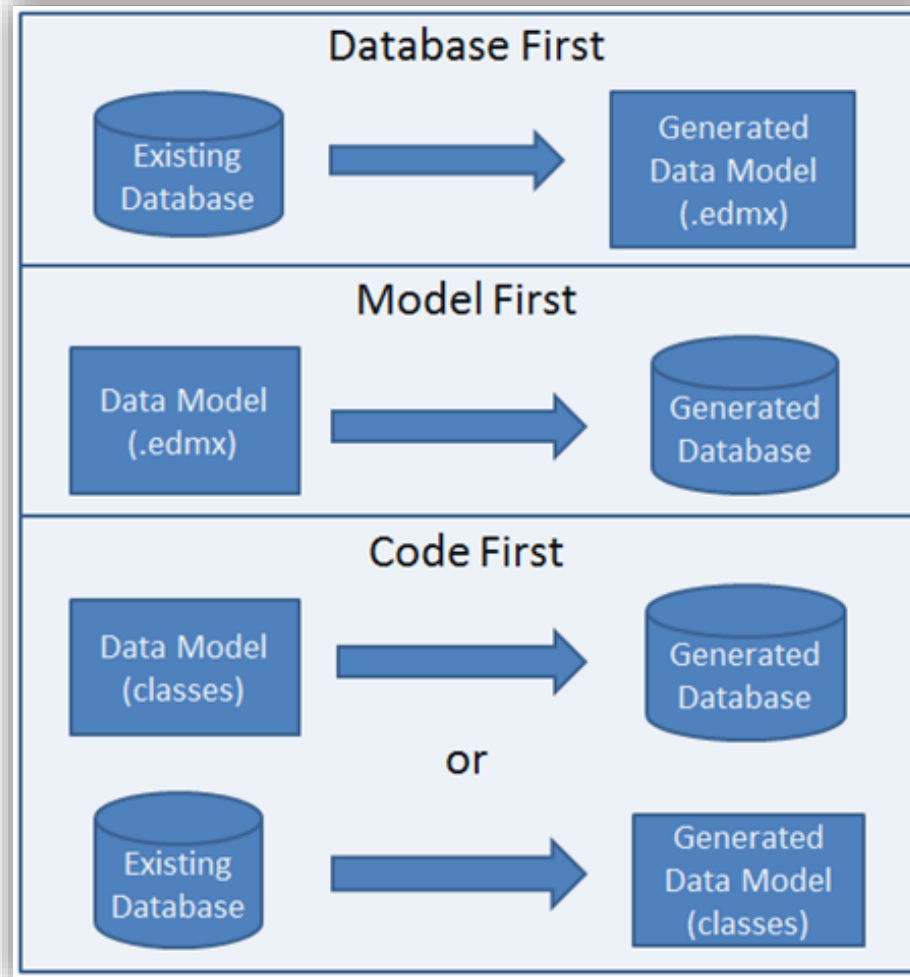 Database First
Existing
Database
Generated
Data Model
(.edmx)
Model First
Data Model
(.edmx)
Generated
Database
Code First
Data Model
(classes)
Generated
Database
or
Existing
Database
Generated
Data Model
(classes)